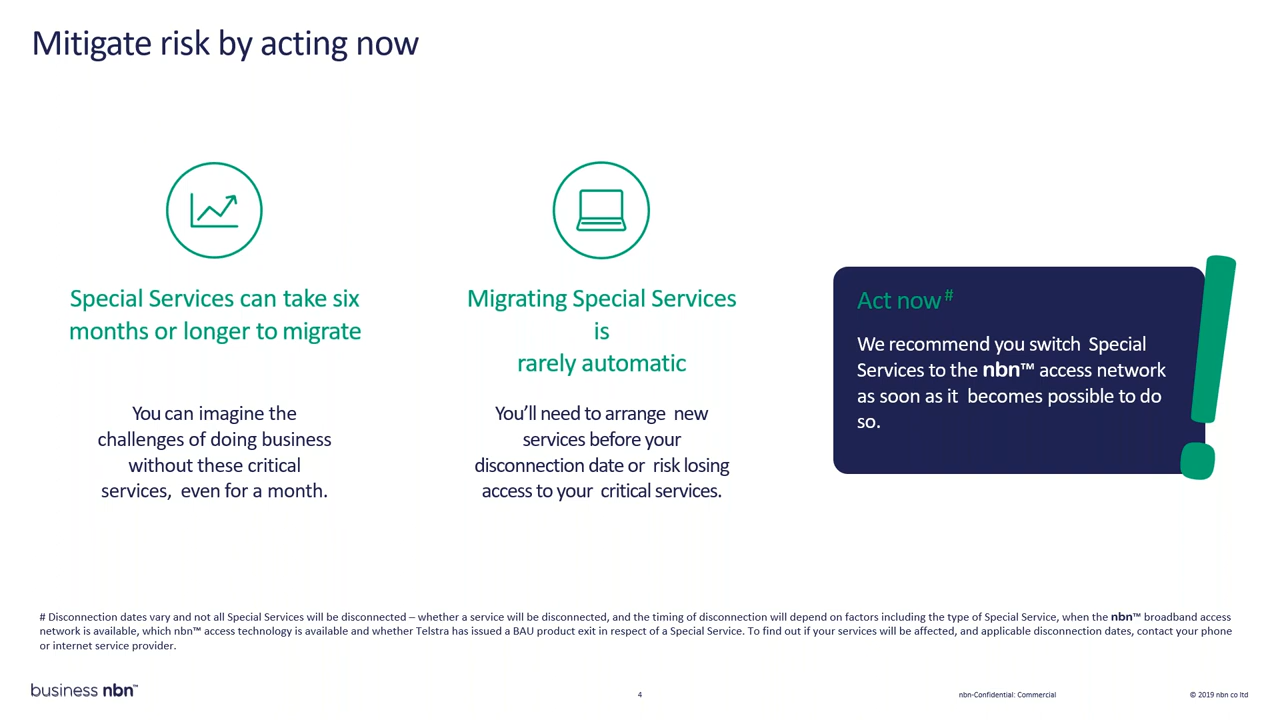 Mitigate risk by acting now
Special Services can take six
months or longer to migrate
You can imagine the
challenges of doing business
without these critical
services, even for a month.
Migrating Special Services
is
rarely automatic
You’ll need to arrange new
services before your
disconnection date or risk losing
access to your critical services.
Act now#
We recommend you switch Special
Services to the nbn™ access network
as soon as it becomes possible to do
so.
# Disconnection dates vary and not all Special Services will be disconnected – whether a service will be disconnected, and the timing of disconnection will depend on factors including the type of Special Service, when the nbn™ broadband access
network is available, which nbn™ access technology is available and whether Telstra has issued a BAU product exit in respect of a Special Service. To find out if your services will be affected, and applicable disconnection dates, contact your phone
or internet service provider.
business nbn™
4
nbn-Confidential: Commercial
© 2019 nbn co ltd